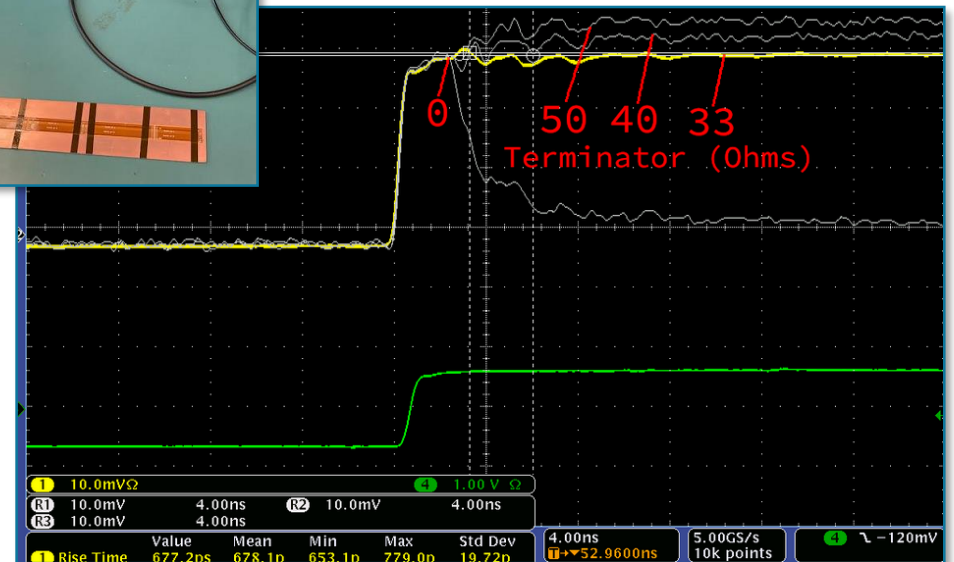 0 50 40 33
Terminator (Ohms)
2
1 10.0mVΩ 4 1.00 V Ω
R1 10.0mV 4.00ns R2 10.0mV 4.00ns
R3 10.0mV 4.00ns
Value Mean Min Max Std Dev
1 Rise Time 677.2ps 678.1p 653.1p 779.0p 19.72p
4.00ns
T→▼52.9600ns
5.00GS/s
10k points
4 -120mV